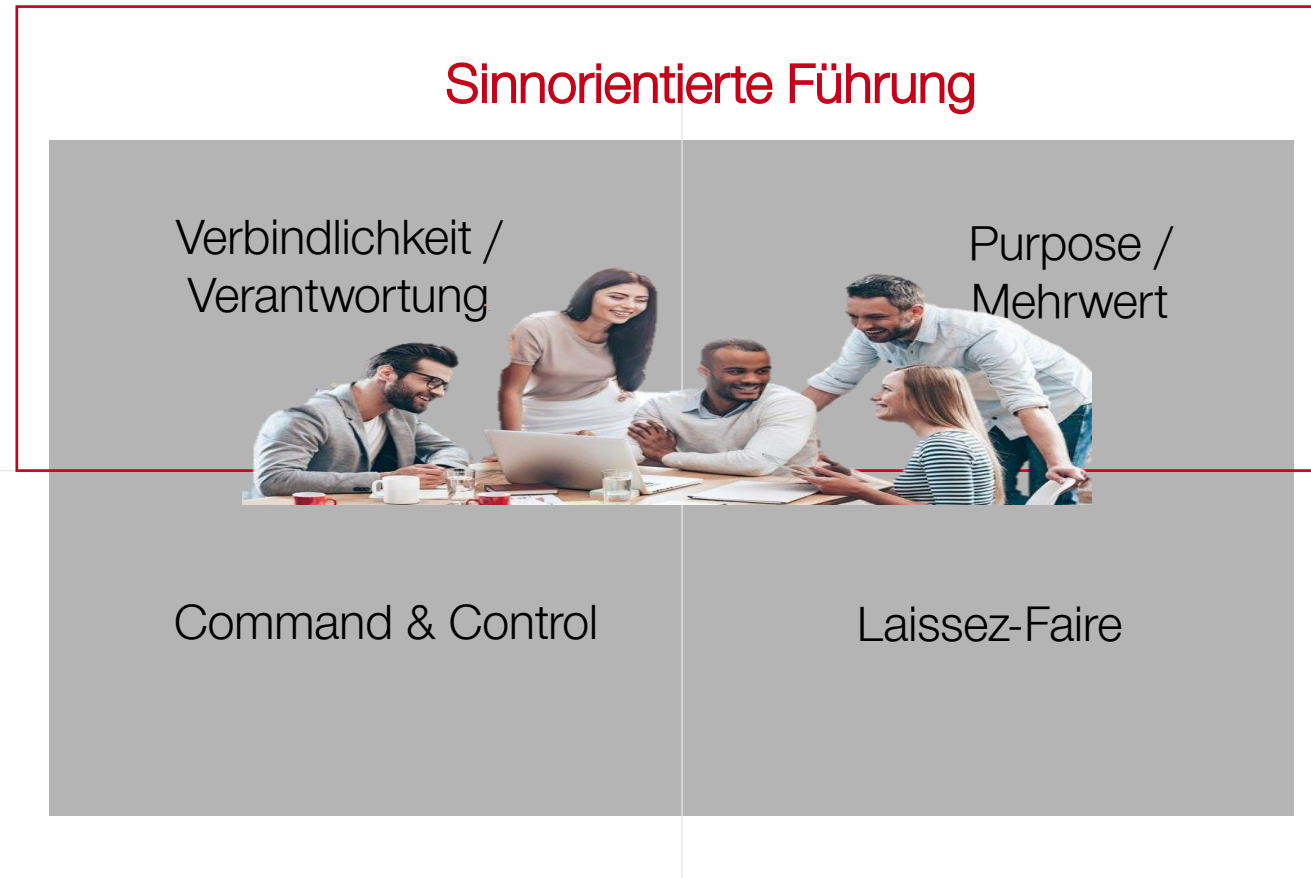 Sinnorientierte Führung
Verbindlichkeit /
Verantwortung
Purpose /
Mehrwert
Command & Control
Laissez-Faire